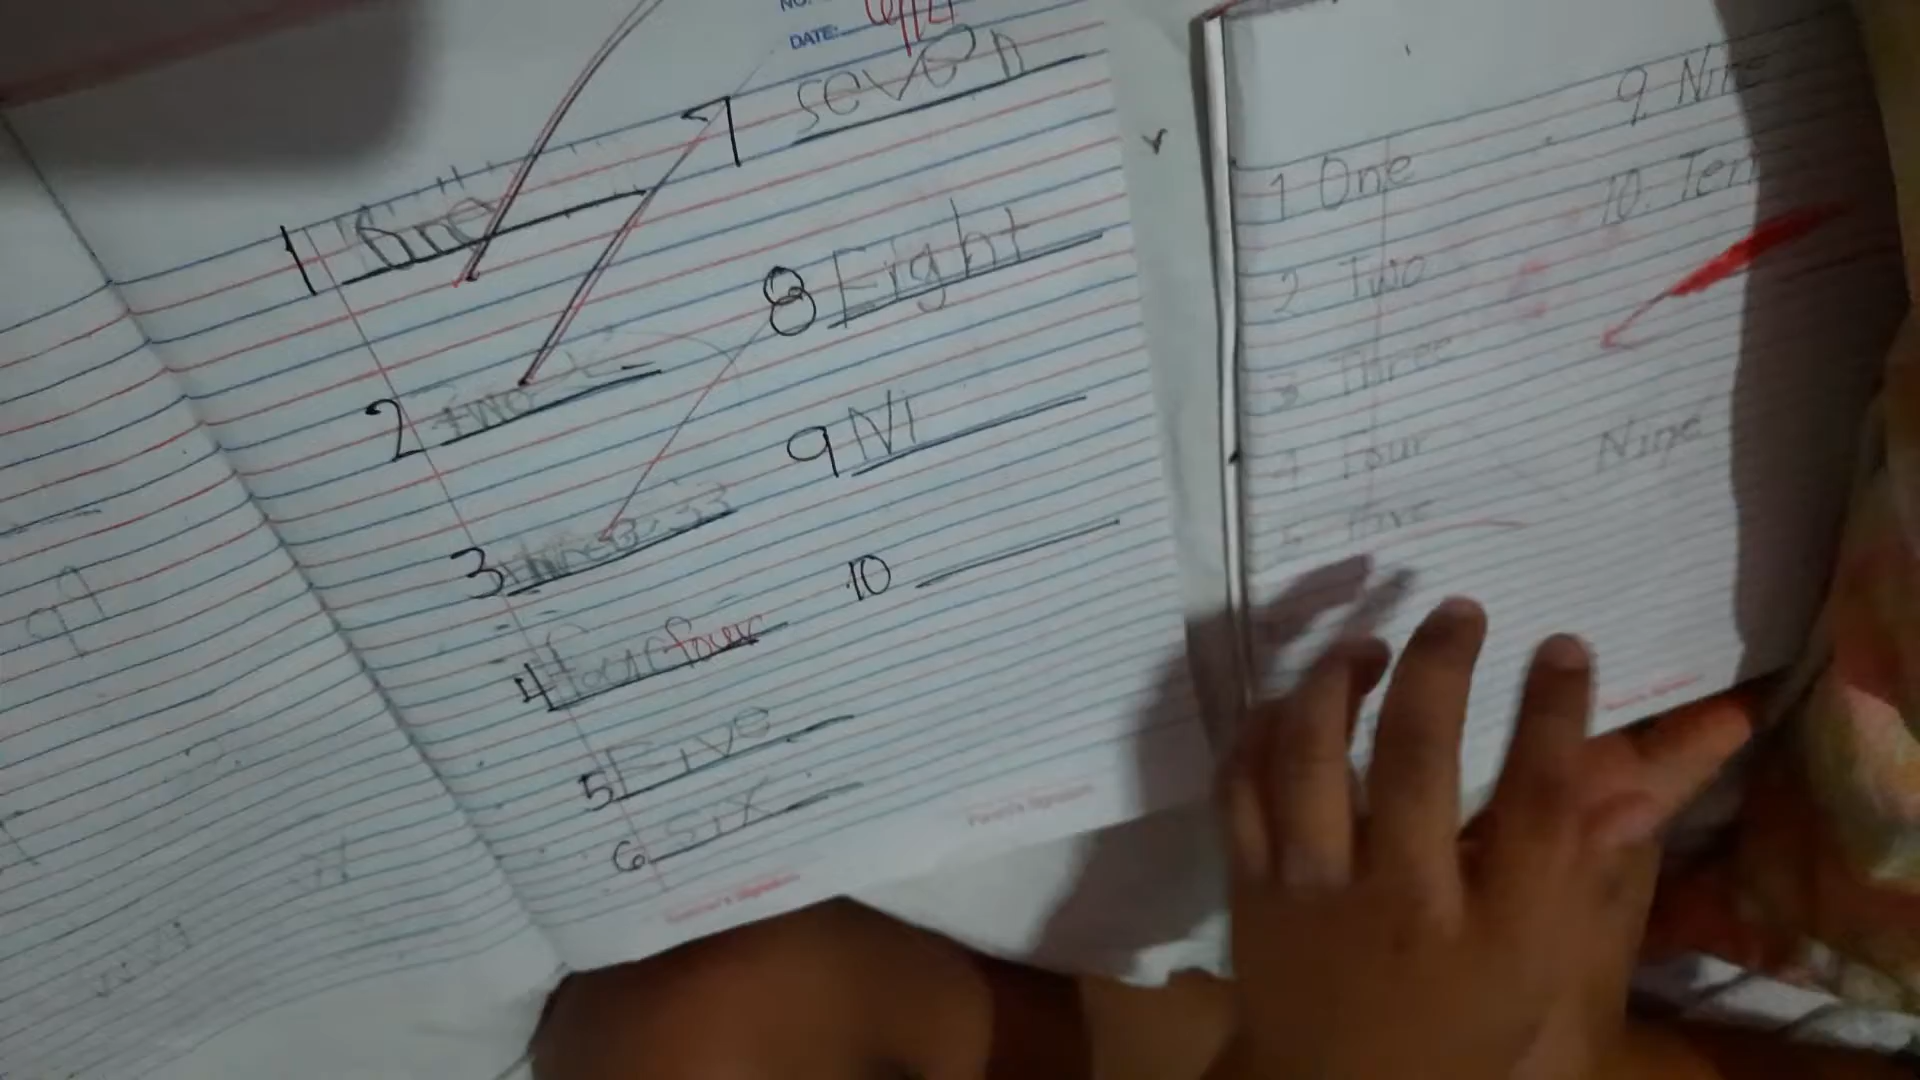 DATE:
1 One
2 two
3 three
4 four four
5 Five
6 Six
7 seven
8 Eight
9 Ni
10
1 One
2 Two
3 Three
4 Four
5 Five
9. Nine
10. Ten
Nine